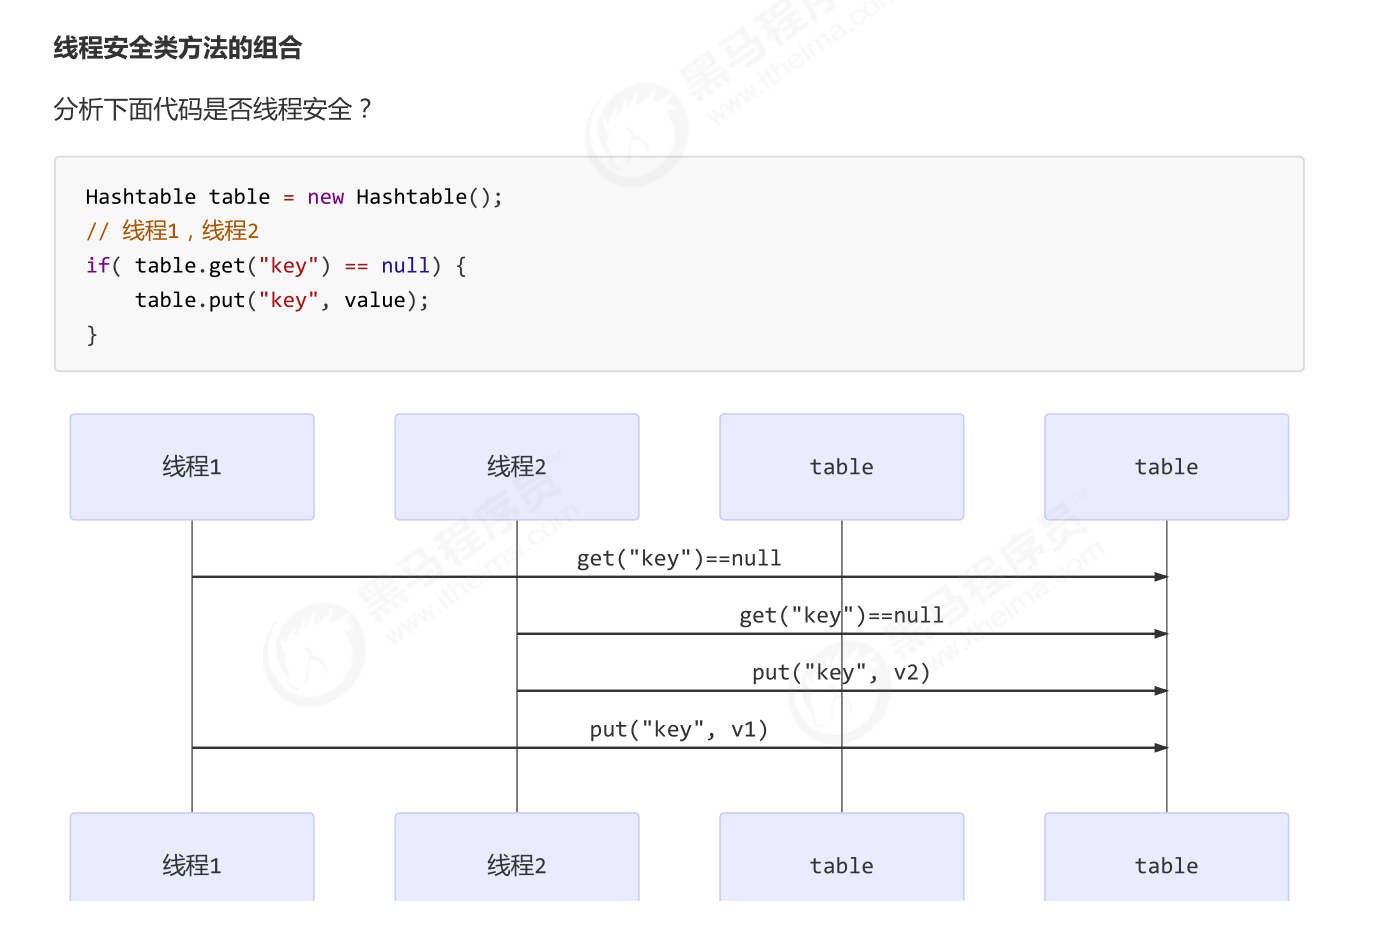 线程安全类方法的组合
分析下面代码是否线程安全？
Hashtable table = new Hashtable();
// 线程1，线程2
if( table.get("key") == null) {
    table.put("key", value);
}
线程1 线程2 table table
get("key")==null
get("key")==null
put("key", v2)
put("key", v1)
线程1 线程2 table table
黑马程序员
www.itheima.com
黑马程序员
www.itheima.com
黑马程序员
www.itheima.com